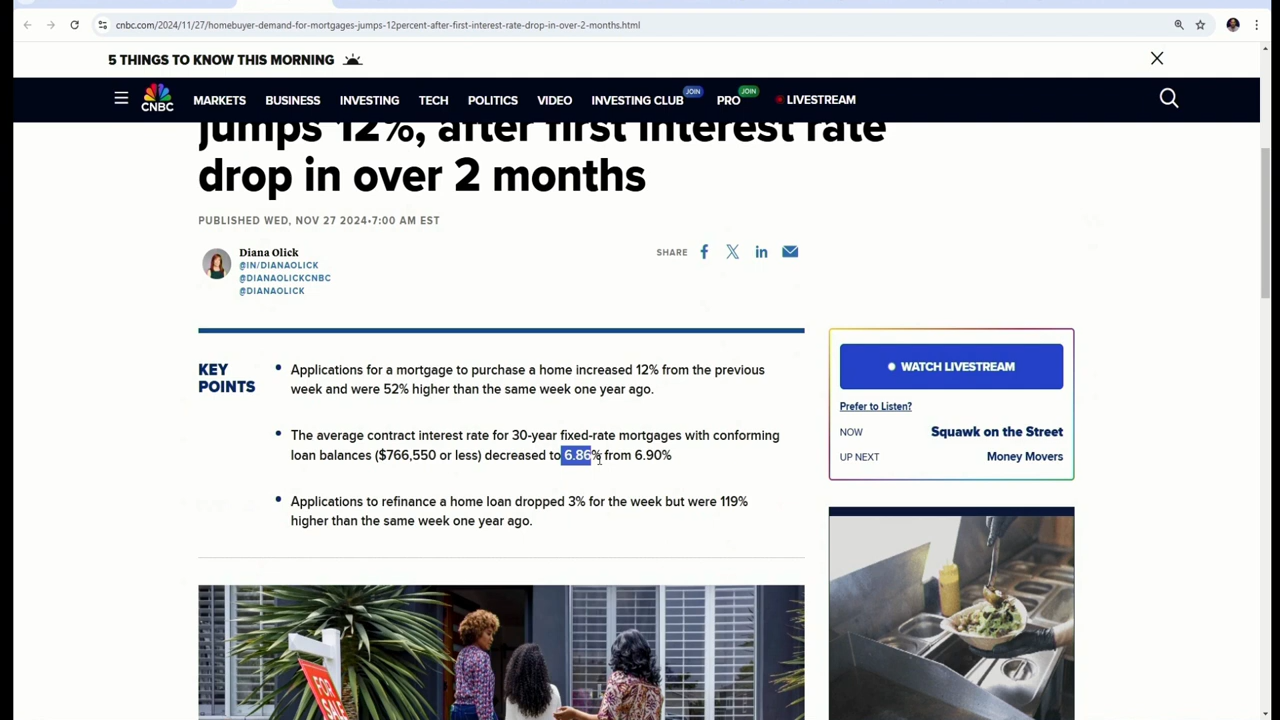 cnbc.com/2024/11/27/homebuyer-demand-for-mortgages-jumps-12percent-after-first-interest-rate-drop-in-over-2-months.html
5 THINGS TO KNOW THIS MORNING
CNBC
MARKETS
BUSINESS
INVESTING
TECH
POLITICS
VIDEO
INVESTING CLUB
JOIN
PRO
JOIN
LIVESTREAM
jumps 12%, after first interest rate
drop in over 2 months
PUBLISHED WED, NOV 27 2024•7:00 AM EST
Diana Olick
@IN/DIANAOLICK
@DIANAOLICKCNBC
@DIANAOLICK
SHARE
KEY
POINTS
Applications for a mortgage to purchase a home increased 12% from the previous
week and were 52% higher than the same week one year ago.
The average contract interest rate for 30-year fixed-rate mortgages with conforming
loan balances ($766,550 or less) decreased to 6.86% from 6.90%
Applications to refinance a home loan dropped 3% for the week but were 119%
higher than the same week one year ago.
WATCH LIVESTREAM
Prefer to Listen?
NOW
Squawk on the Street
UP NEXT
Money Movers
FOR
SALE